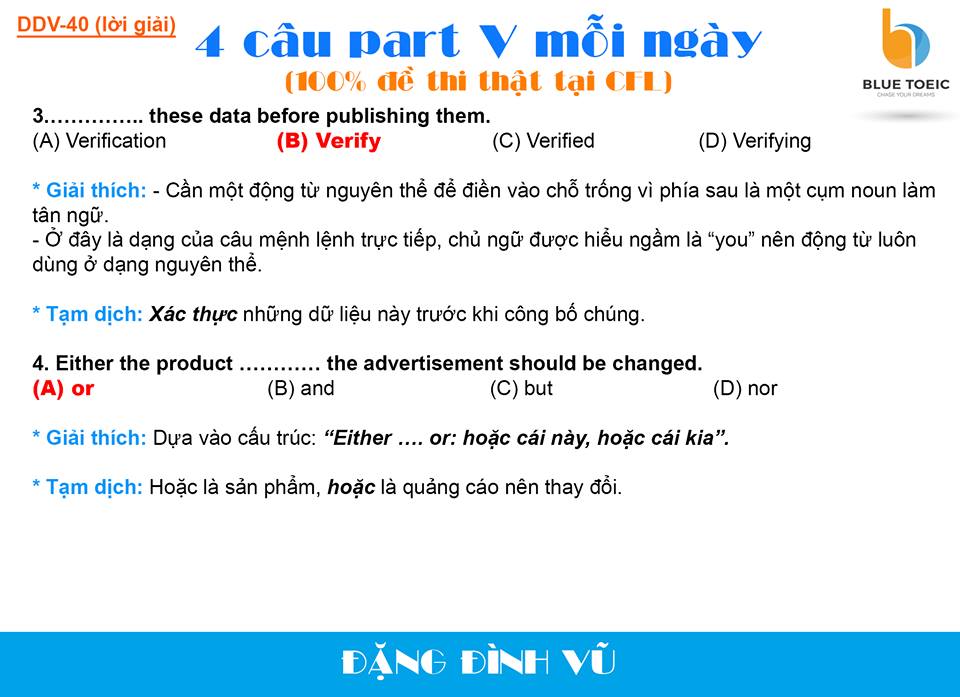 DDV-40 (lời giải)
4 câu part V mỗi ngày
(100% đề thi thật tại CFL)
BLUE TOEIC
CHASE YOUR DREAMS
3.………….. these data before publishing them.
(A) Verification (B) Verify (C) Verified (D) Verifying
* Giải thích: - Cần một động từ nguyên thể để điền vào chỗ trống vì phía sau là một cụm noun làm
tân ngữ.
- Ở đây là dạng của câu mệnh lệnh trực tiếp, chủ ngữ được hiểu ngầm là “you” nên động từ luôn
dùng ở dạng nguyên thể.
* Tạm dịch: Xác thực những dữ liệu này trước khi công bố chúng.
4. Either the product ………… the advertisement should be changed.
(A) or (B) and (C) but (D) nor
* Giải thích: Dựa vào cấu trúc: “Either …. or: hoặc cái này, hoặc cái kia”.
* Tạm dịch: Hoặc là sản phẩm, hoặc là quảng cáo nên thay đổi.
ĐẶNG ĐÌNH VŨ